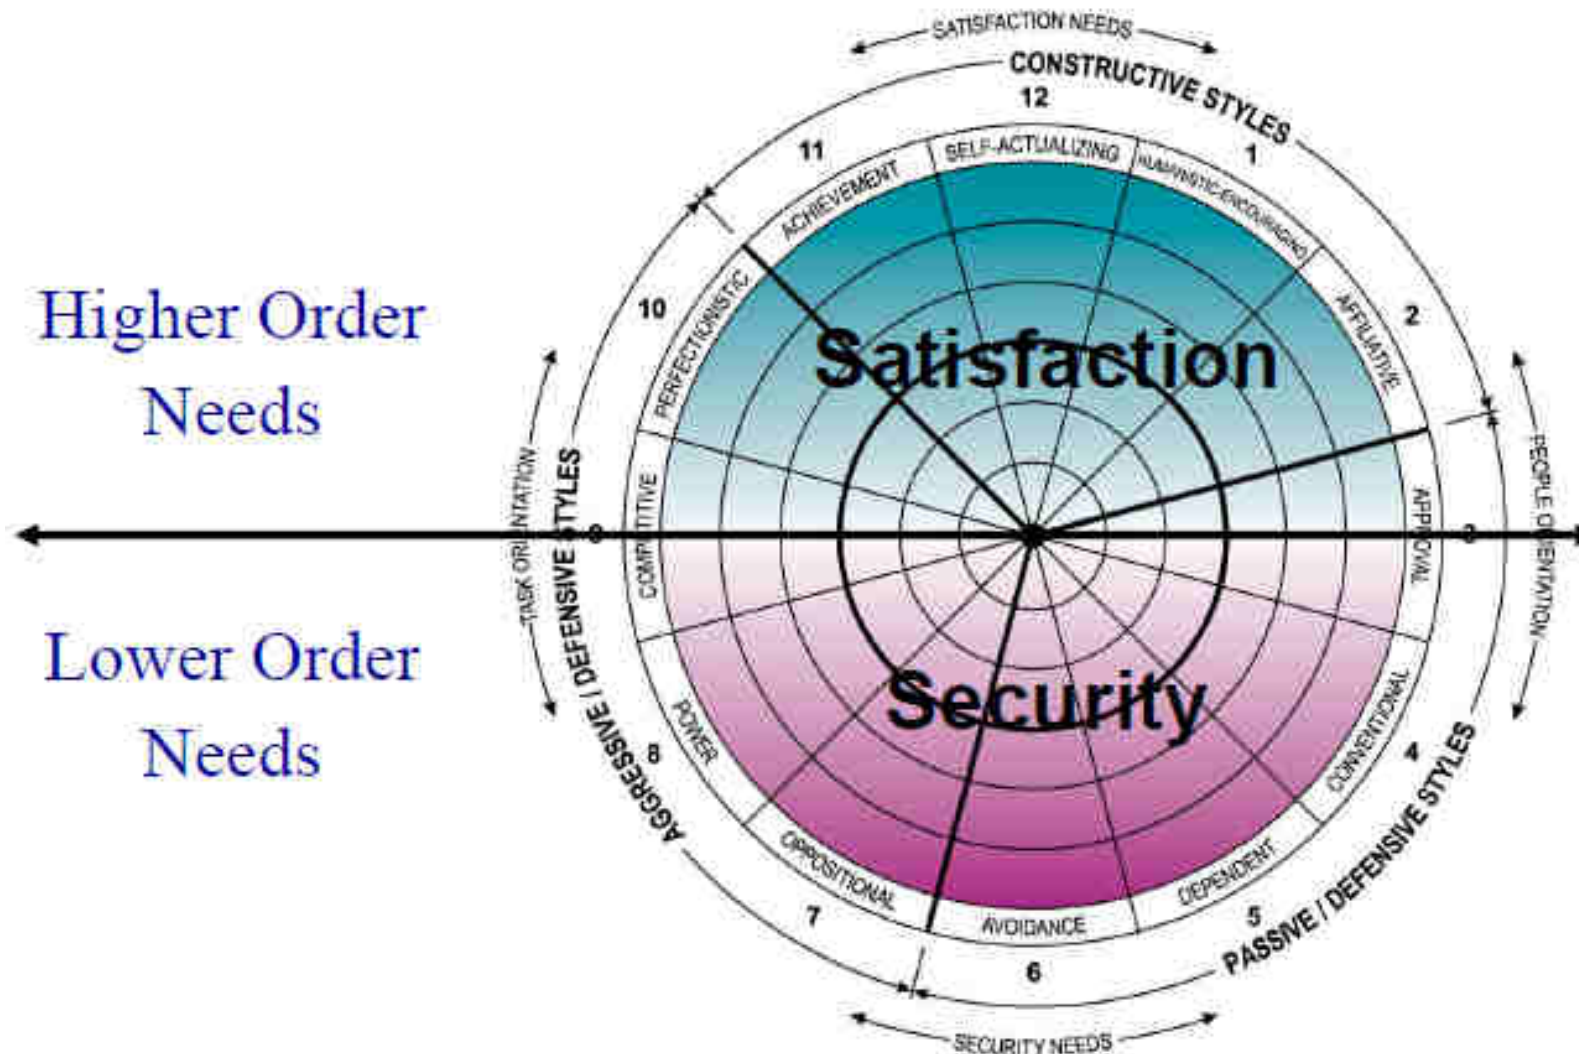 SATISFACTION NEEDS
CONSTRUCTIVE STYLES
12
11
1
SELF-ACTUALIZING
HUMANISTIC-ENCOURAGING
ACHIEVEMENT
10
2
PERFECTIONISTIC
AFFILIATIVE
Higher Order
Needs
Satisfaction
TASK ORIENTATION
AGGRESSIVE / DEFENSIVE STYLES
9
COMPETITIVE
APPROVAL
3
PEOPLE ORIENTATION
Lower Order
Needs
Security
8
POWER
CONVENTIONAL
4
PASSIVE / DEFENSIVE STYLES
OPPOSITIONAL
DEPENDENT
7
AVOIDANCE
5
6
SECURITY NEEDS